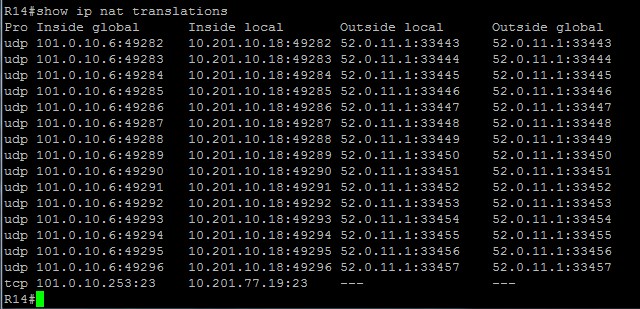 R14#show ip nat translations
Pro Inside global      Inside local       Outside local      Outside global
udp 101.0.10.6:49282   10.201.10.18:49282 52.0.11.1:33443    52.0.11.1:33443
udp 101.0.10.6:49283   10.201.10.18:49283 52.0.11.1:33444    52.0.11.1:33444
udp 101.0.10.6:49284   10.201.10.18:49284 52.0.11.1:33445    52.0.11.1:33445
udp 101.0.10.6:49285   10.201.10.18:49285 52.0.11.1:33446    52.0.11.1:33446
udp 101.0.10.6:49286   10.201.10.18:49286 52.0.11.1:33447    52.0.11.1:33447
udp 101.0.10.6:49287   10.201.10.18:49287 52.0.11.1:33448    52.0.11.1:33448
udp 101.0.10.6:49288   10.201.10.18:49288 52.0.11.1:33449    52.0.11.1:33449
udp 101.0.10.6:49289   10.201.10.18:49289 52.0.11.1:33450    52.0.11.1:33450
udp 101.0.10.6:49290   10.201.10.18:49290 52.0.11.1:33451    52.0.11.1:33451
udp 101.0.10.6:49291   10.201.10.18:49291 52.0.11.1:33452    52.0.11.1:33452
udp 101.0.10.6:49292   10.201.10.18:49292 52.0.11.1:33453    52.0.11.1:33453
udp 101.0.10.6:49293   10.201.10.18:49293 52.0.11.1:33454    52.0.11.1:33454
udp 101.0.10.6:49294   10.201.10.18:49294 52.0.11.1:33455    52.0.11.1:33455
udp 101.0.10.6:49295   10.201.10.18:49295 52.0.11.1:33456    52.0.11.1:33456
udp 101.0.10.6:49296   10.201.10.18:49296 52.0.11.1:33457    52.0.11.1:33457
tcp 101.0.10.253:23    10.201.77.19:23    ---                ---
R14#